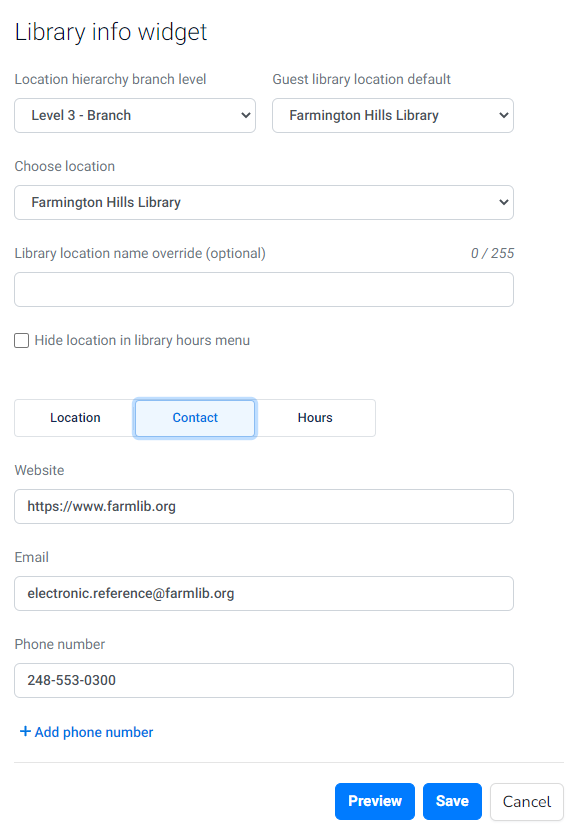 Library info widget
Location hierarchy branch level
Guest library location default
Level 3 - Branch
Farmington Hills Library
Choose location
Farmington Hills Library
Library location name override (optional)
0 / 255
Hide location in library hours menu
Location
Contact
Hours
Website
https://www.farmlib.org
Email
electronic.reference@farmlib.org
Phone number
248-553-0300
+ Add phone number
Preview
Save
Cancel